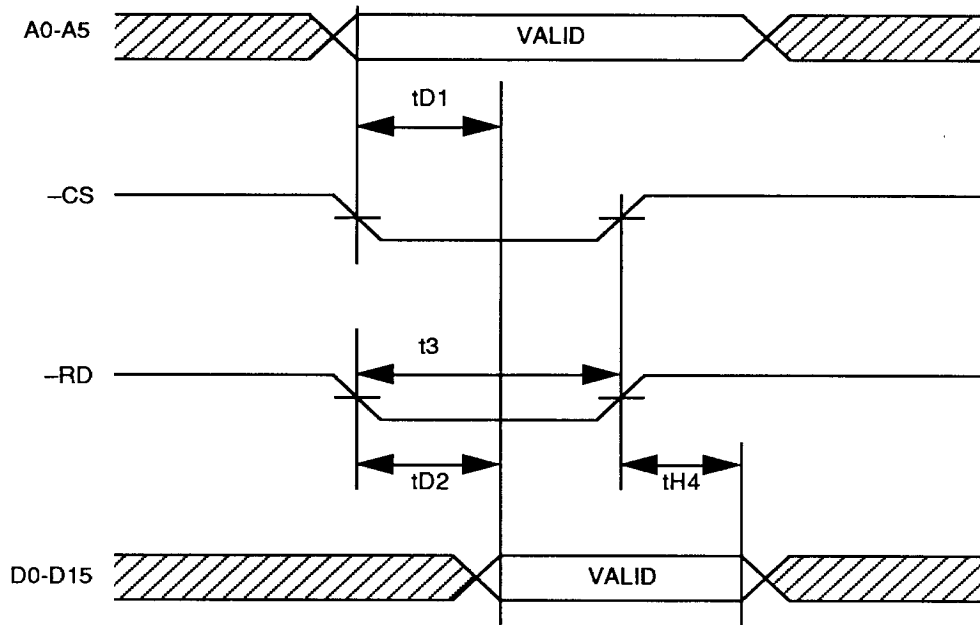 A0-A5
VALID
tD1
–CS
t3
–RD
tD2
tH4
D0-D15
VALID